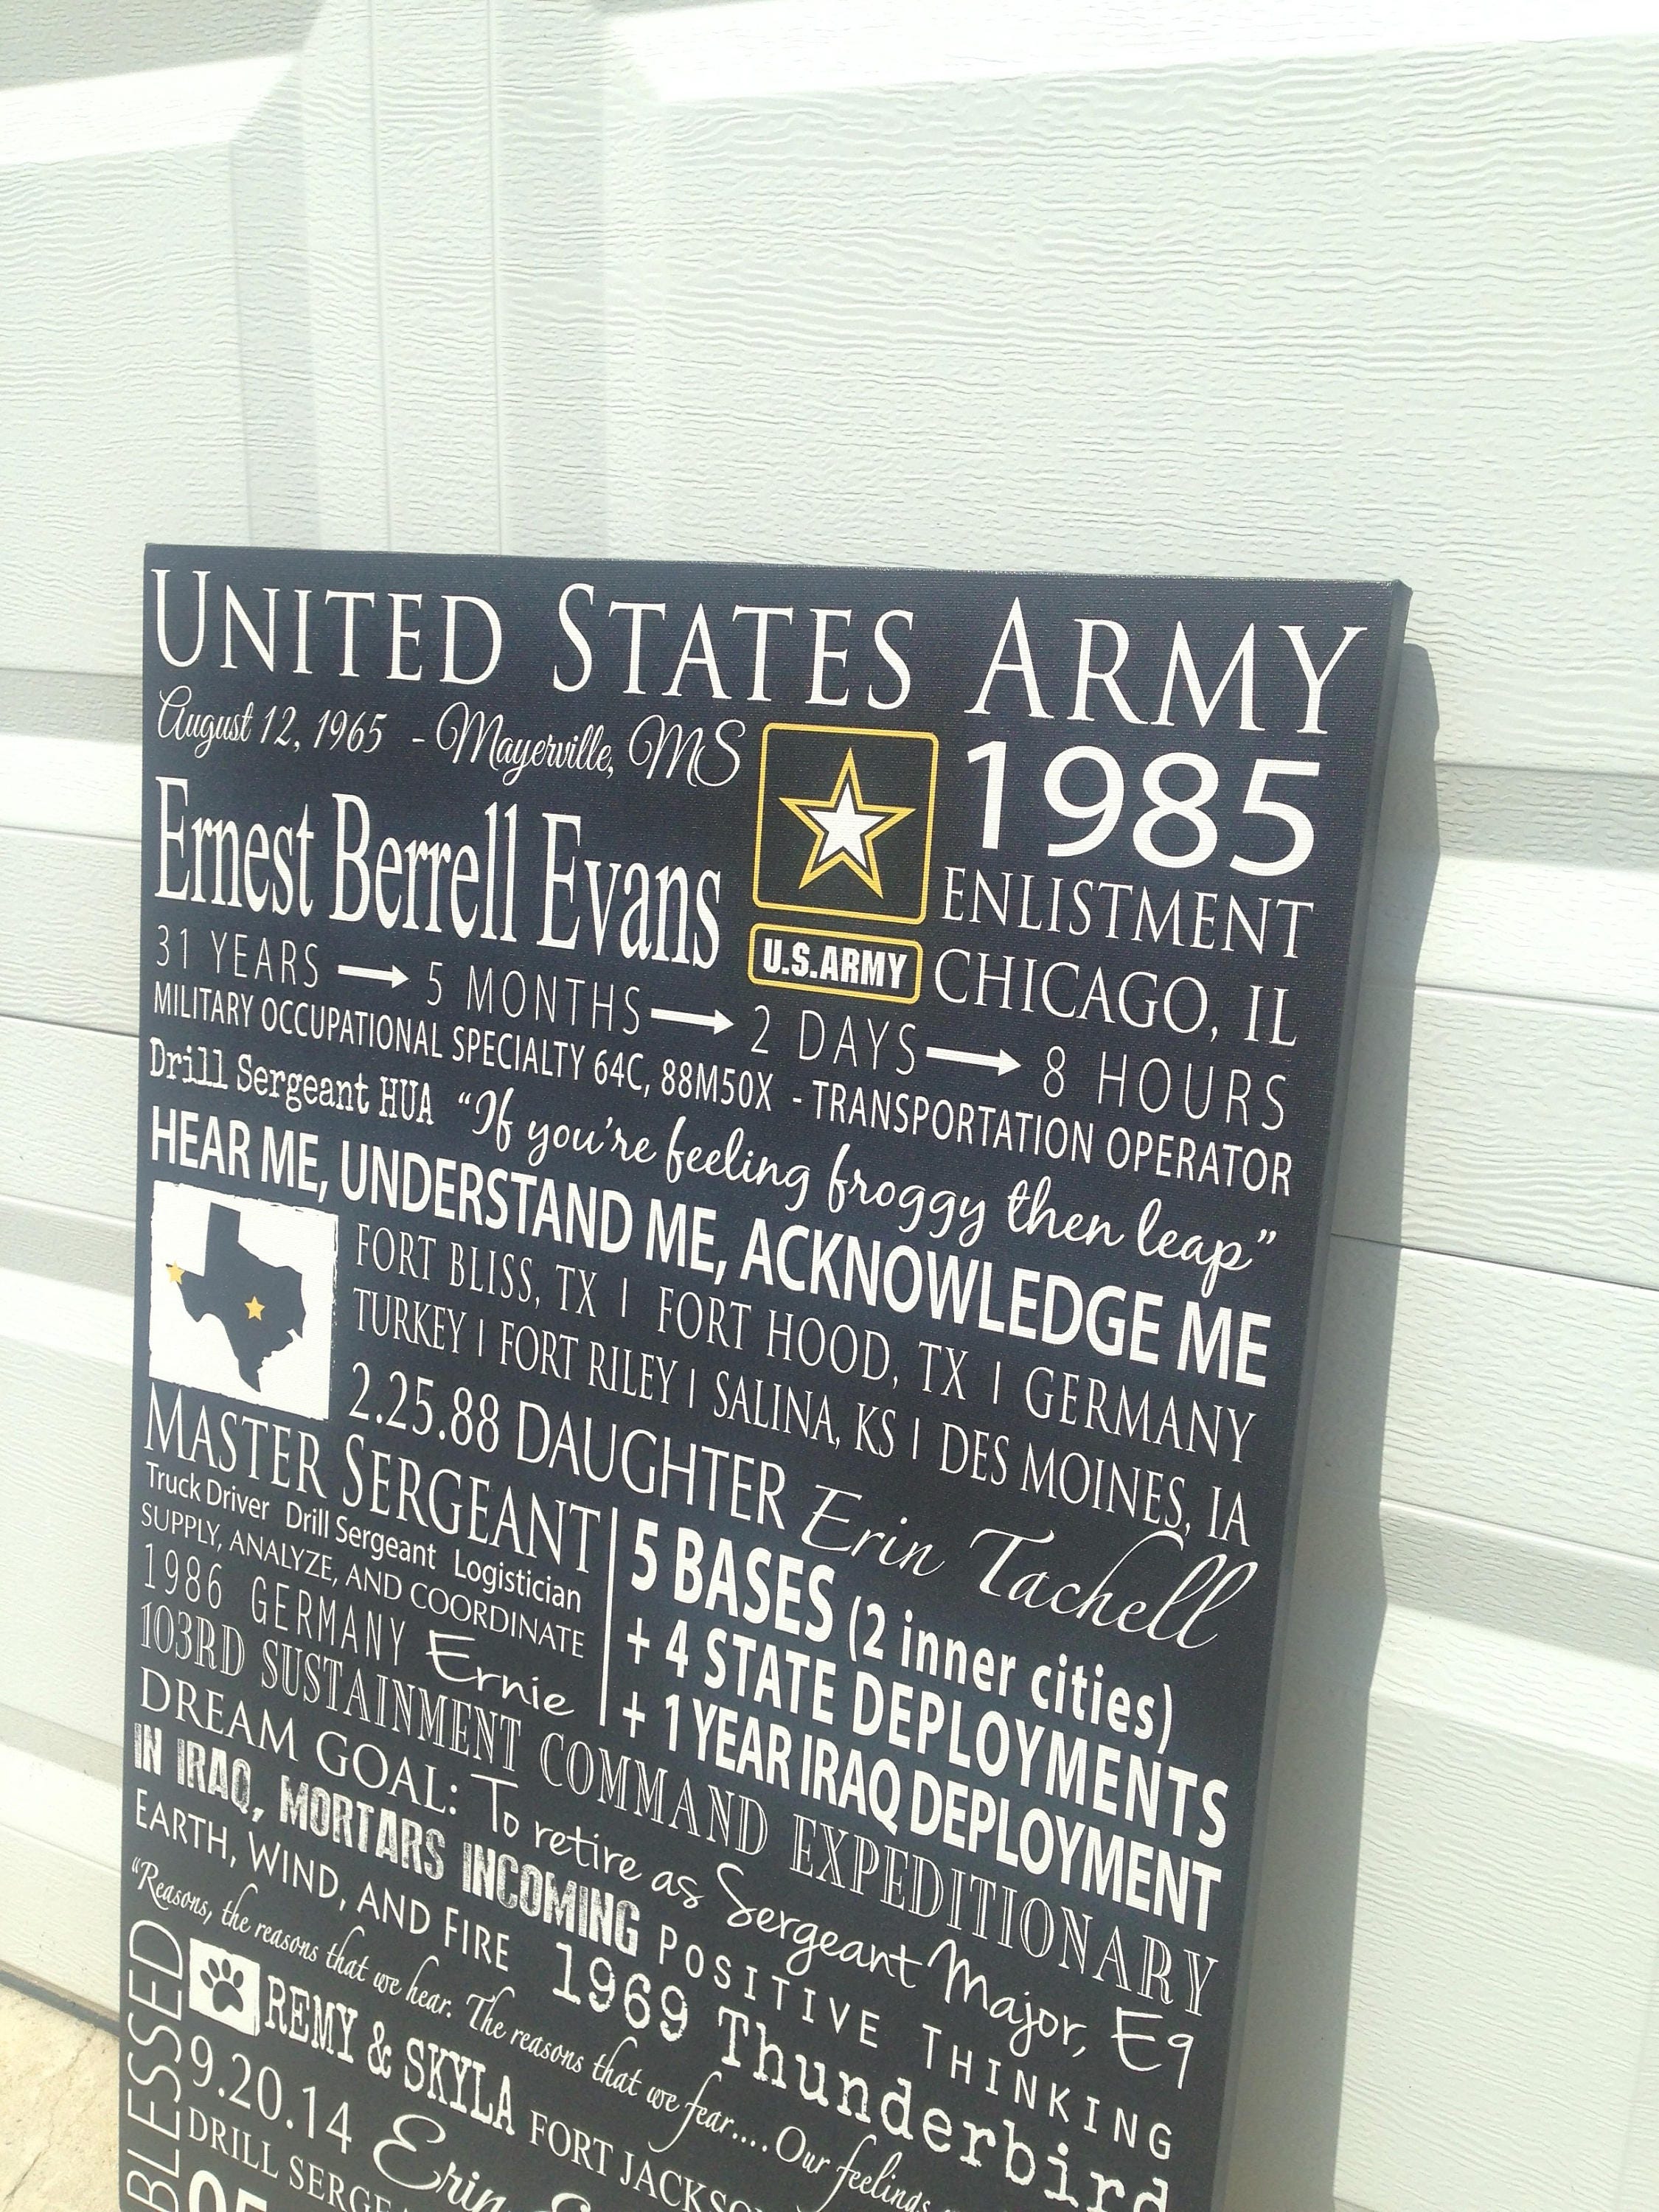 UNITED STATES ARMY
August 12, 1965 - Mayerville, MS
1985
Ernest Berrell Evans
ENLISTMENT
U.S.ARMY
CHICAGO, IL
31 YEARS → 5 MONTHS → 2 DAYS → 8 HOURS
MILITARY OCCUPATIONAL SPECIALTY 64C, 88M50X - TRANSPORTATION OPERATOR
Drill Sergeant HUA "If you're feeling froggy then leap"
HEAR ME, UNDERSTAND ME, ACKNOWLEDGE ME
FORT BLISS, TX | FORT HOOD, TX | GERMANY
TURKEY | FORT RILEY | SALINA, KS | DES MOINES, IA
2.25.88 DAUGHTER Erin Tachell
MASTER SERGEANT
Truck Driver Drill Sergeant Logistician
SUPPLY, ANALYZE, AND COORDINATE
1986 GERMANY Ernie
5 BASES (2 inner cities)
+ 4 STATE DEPLOYMENTS
+ 1 YEAR IRAQ DEPLOYMENT
103RD SUSTAINMENT COMMAND EXPEDITIONARY
DREAM GOAL: To retire as Sergeant Major, E9
IN IRAQ, MORTARS INCOMING POSITIVE THINKING
EARTH, WIND, AND FIRE 1969 Thunderbird
"Reasons, the reasons that we hear. The reasons that we fear.... Our feelings
BLESSED
REMY & SKYLA FORT JACKSO
9.20.14 Erin
DRILL SERGE